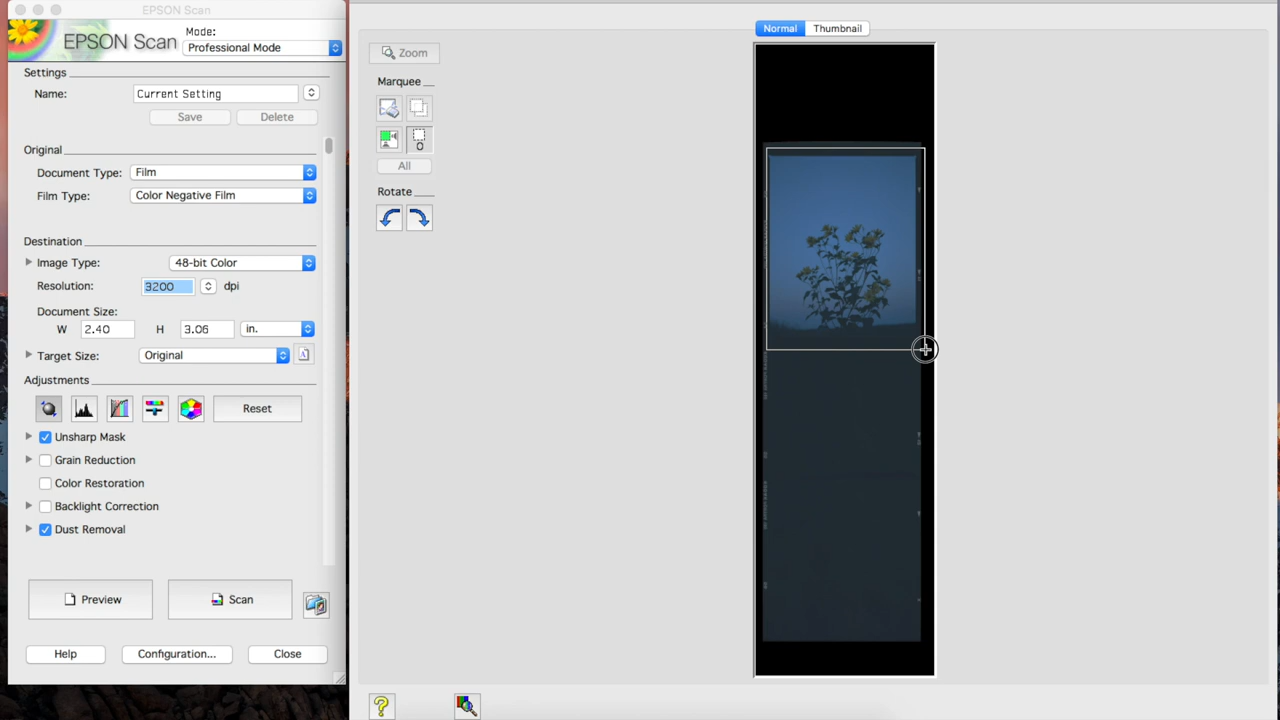 EPSON Scan
EPSON Scan
Mode:
Professional Mode
Settings
Name:
Current Setting
Save
Delete
Original
Document Type:
Film
Film Type:
Color Negative Film
Destination
Image Type:
48-bit Color
Resolution:
3200
dpi
Document Size:
W
2.40
H
3.06
in.
Target Size:
Original
A
Adjustments
Reset
Unsharp Mask
Grain Reduction
Color Restoration
Backlight Correction
Dust Removal
Preview
Scan
Help
Configuration...
Close
Normal
Thumbnail
Zoom
Marquee
All
Rotate
?